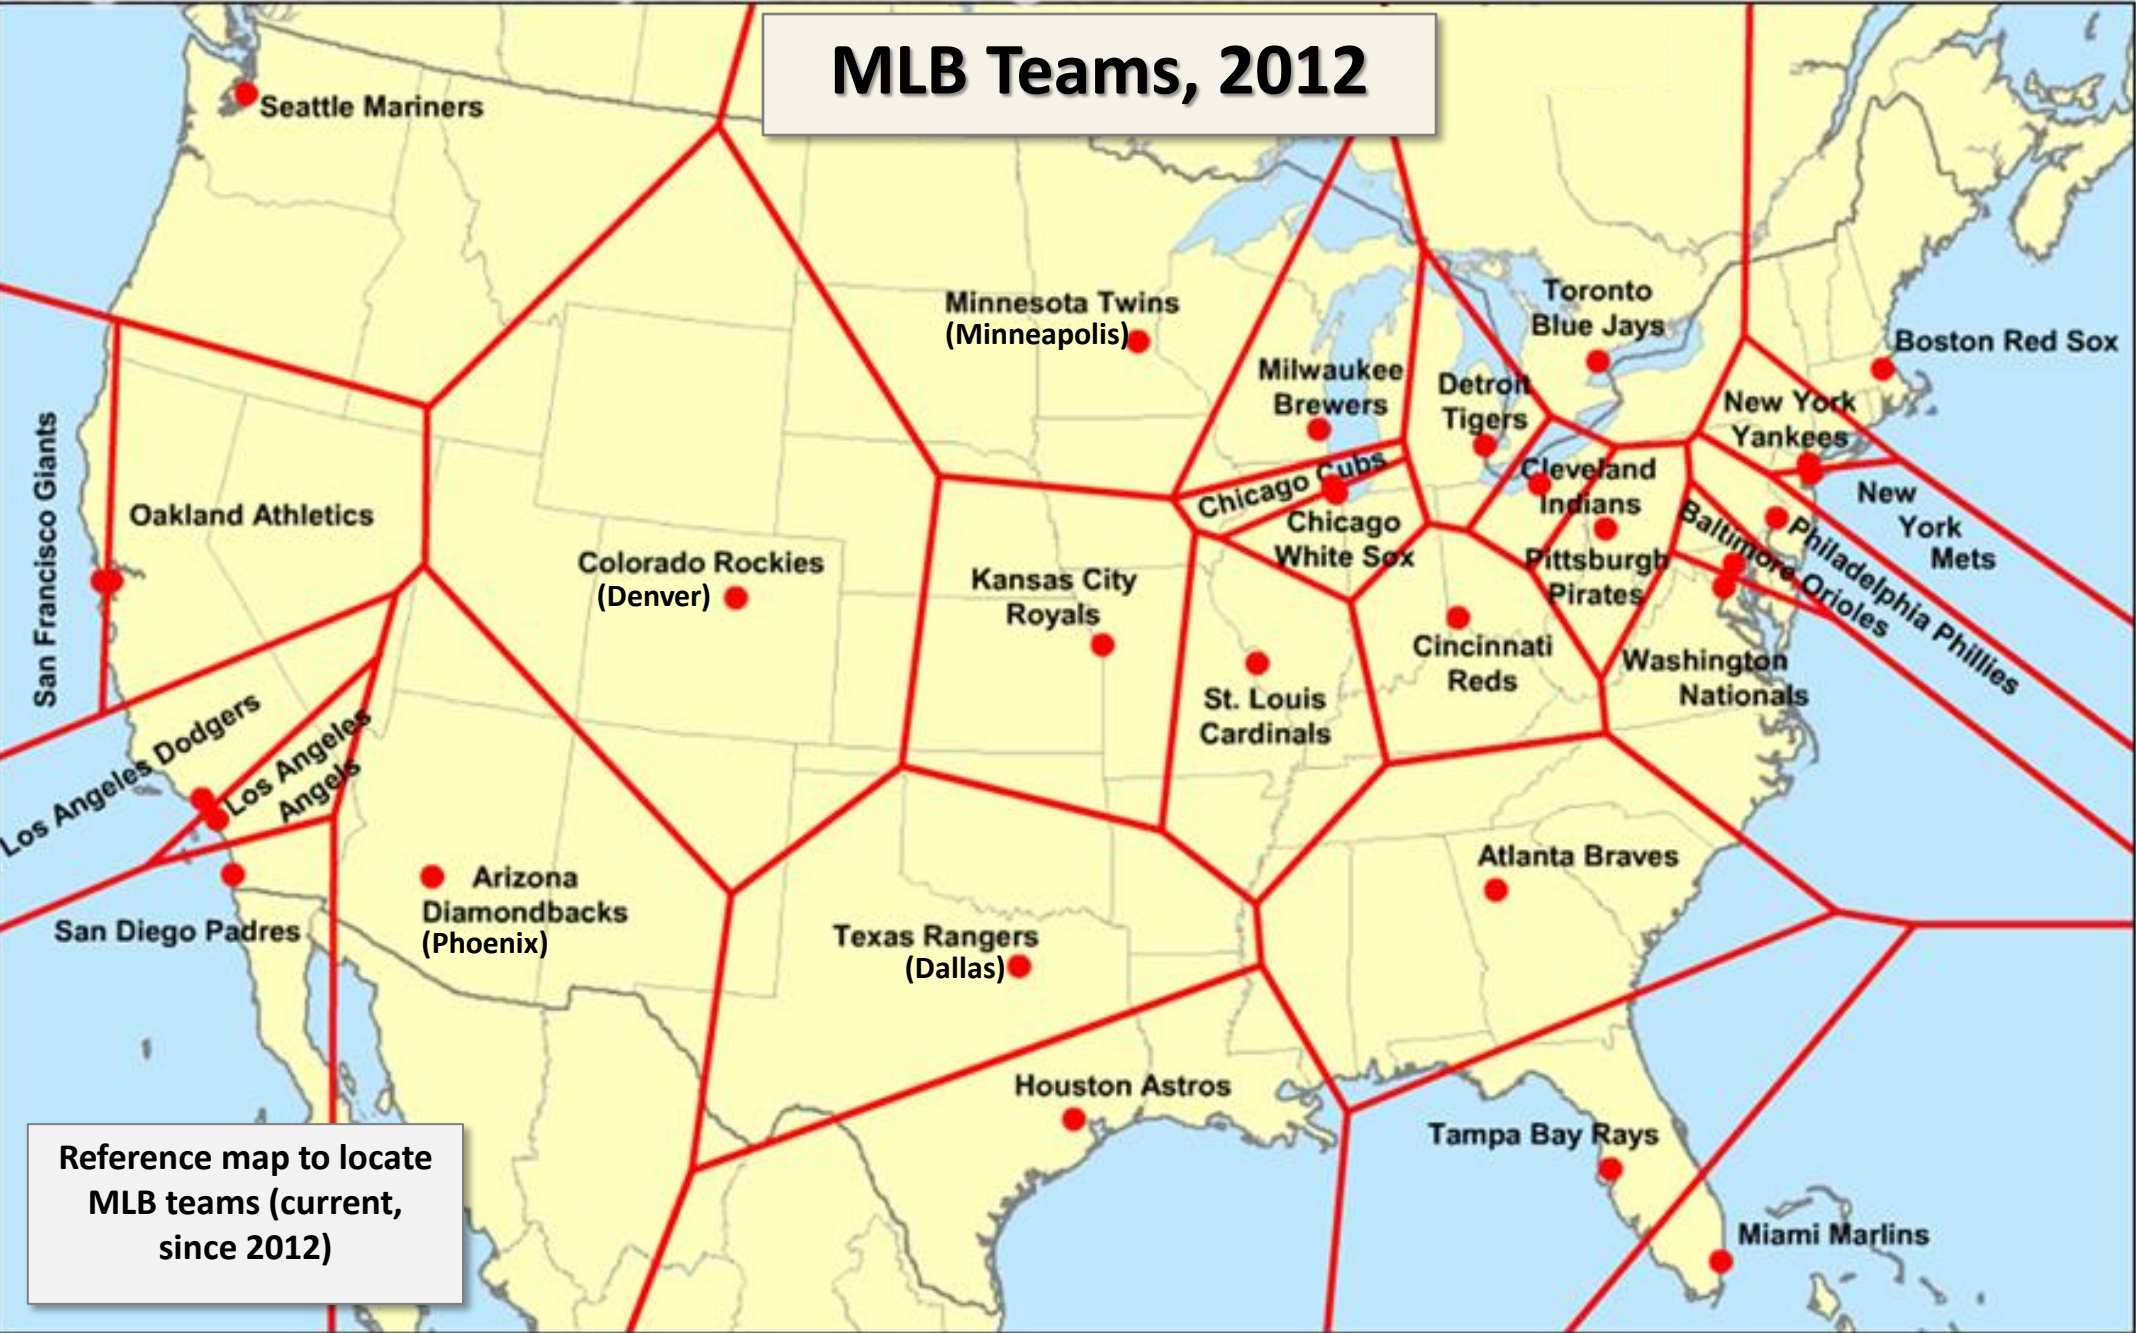 MLB Teams, 2012
Seattle Mariners
Minnesota Twins
(Minneapolis)
Toronto
Blue Jays
Boston Red Sox
Milwaukee
Brewers
Detroit
Tigers
New York
Yankees
San Francisco Giants
Oakland Athletics
Chicago Cubs
Cleveland
Indians
New
York
Mets
Chicago
White Sox
Colorado Rockies
(Denver)
Kansas City
Royals
Pittsburgh
Pirates
Baltimore Orioles
Philadelphia Phillies
Cincinnati
Reds
Washington
Nationals
St. Louis
Cardinals
Los Angeles Dodgers
Los Angeles
Angels
Arizona
Diamondbacks
(Phoenix)
San Diego Padres
Texas Rangers
(Dallas)
Atlanta Braves
Houston Astros
Tampa Bay Rays
Miami Marlins
Reference map to locate
MLB teams (current,
since 2012)